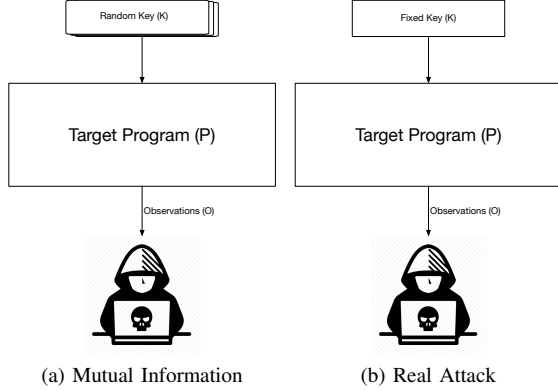 Random Key (K)
Fixed Key (K)
Target Program (P)
Target Program (P)
Observations (O)
Observations (O)
(a) Mutual Information
(b) Real Attack